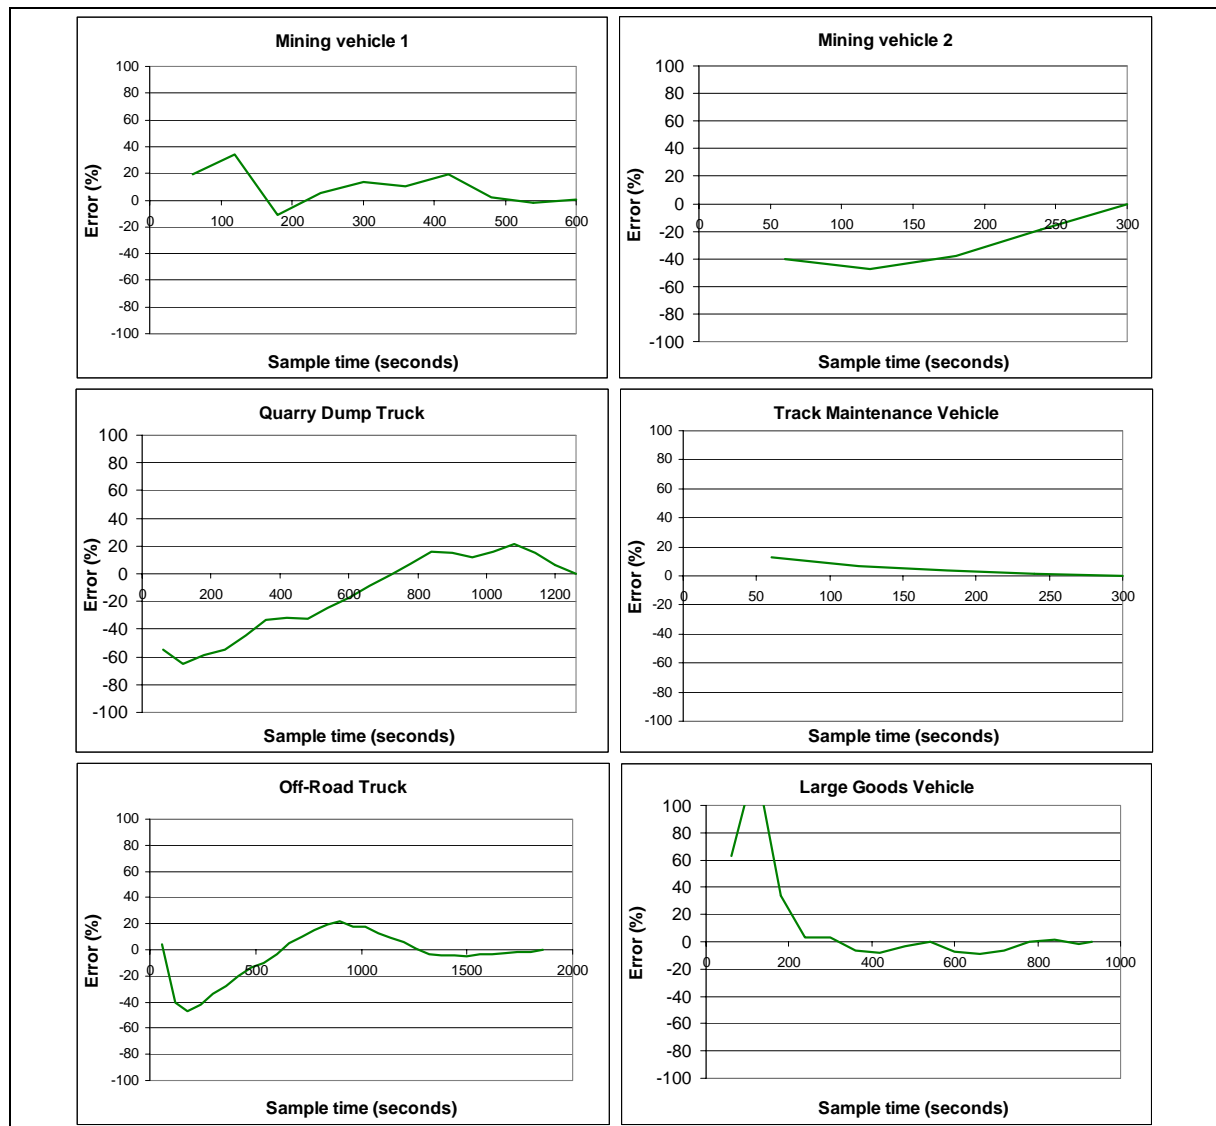 Mining vehicle 1
100
80
60
40
20
0
-20
-40
-60
-80
-100
0 100 200 300 400 500 600
Error (%)
Sample time (seconds)
Mining vehicle 2
100
80
60
40
20
0
-20
-40
-60
-80
-100
0 50 100 150 200 250 300
Error (%)
Sample time (seconds)
Quarry Dump Truck
100
80
60
40
20
0
-20
-40
-60
-80
-100
0 200 400 600 800 1000 1200
Error (%)
Sample time (seconds)
Track Maintenance Vehicle
100
80
60
40
20
0
-20
-40
-60
-80
-100
0 50 100 150 200 250 300
Error (%)
Sample time (seconds)
Off-Road Truck
100
80
60
40
20
0
-20
-40
-60
-80
-100
0 500 1000 1500 2000
Error (%)
Sample time (seconds)
Large Goods Vehicle
100
80
60
40
20
0
-20
-40
-60
-80
-100
0 200 400 600 800 1000
Error (%)
Sample time (seconds)